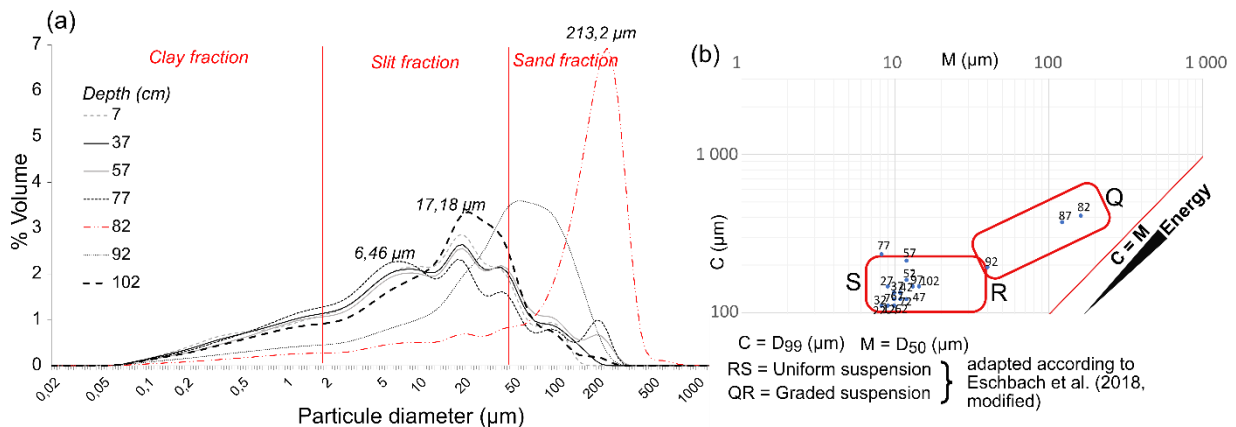 (a)
213,2 µm
7
Clay fraction
Slit fraction
Sand fraction
6
Depth (cm)
7
5
37
57
4
77
17,18 µm
82
3
92
6,46 µm
102
2
1
0
% Volume
0,02
0,05
0,1
0,2
0,5
1
2
5
10
20
50
100
200
500
1000
Particule diameter (µm)
(b)
M (µm)
1
10
100
1 000
1 000
Q
82
87
C (µm)
77
57
92
52
S
27
37
97
102
42
R
47
32
100
C = M
Energy
C = D99 (µm) M = D50 (µm)
RS = Uniform suspension
QR = Graded suspension
adapted according to
Eschbach et al. (2018,
modified)